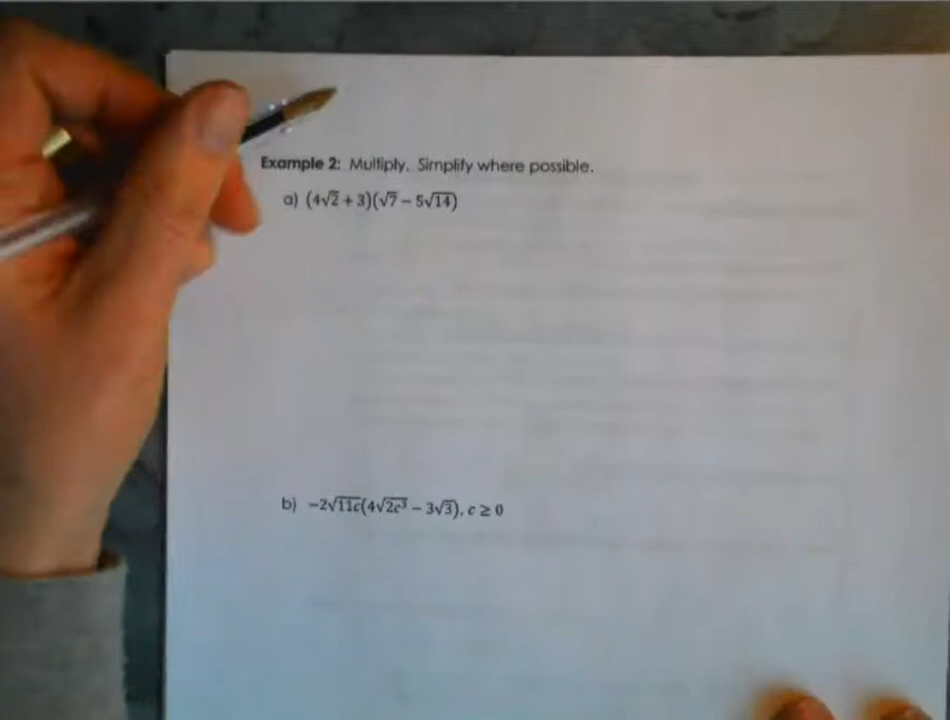 Example 2: Multiply. Simplify where possible.
a) (4√2 + 3)(√7 − 5√14)
b) −2√11c(4√2c³ − 3√3), c ≥ 0